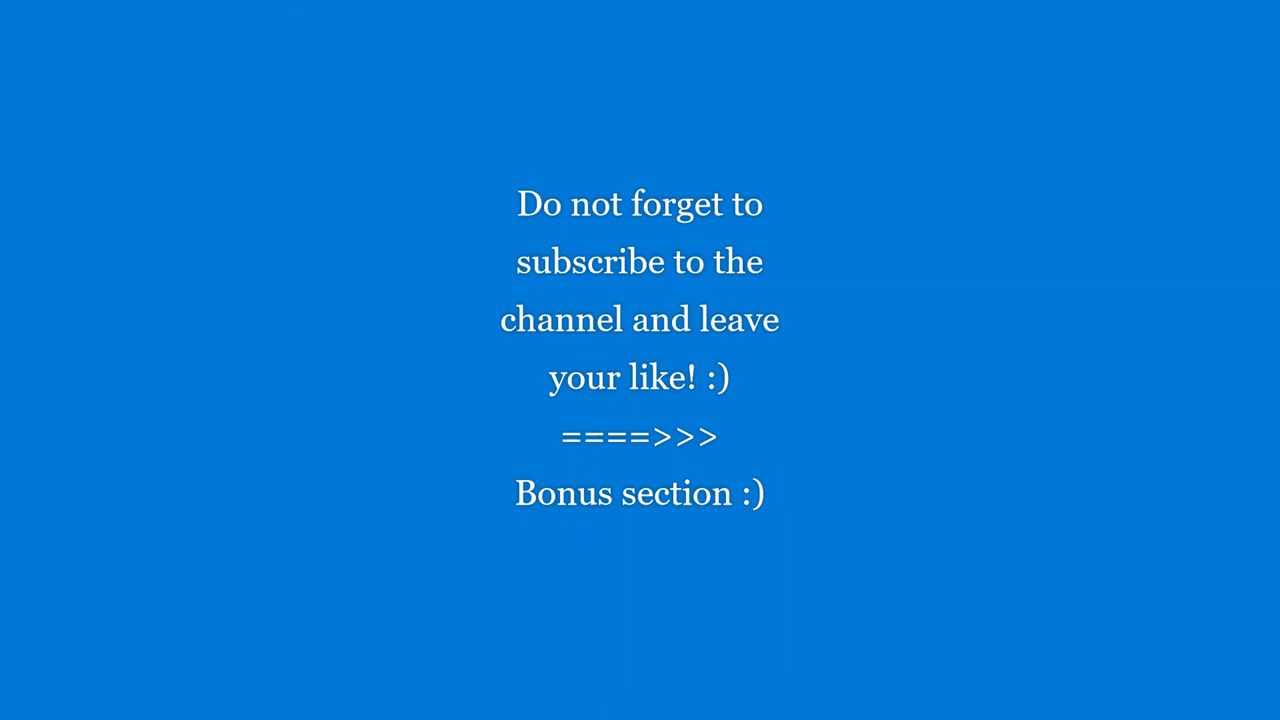 Do not forget to
subscribe to the
channel and leave
your like! :)
====>>>
Bonus section :)